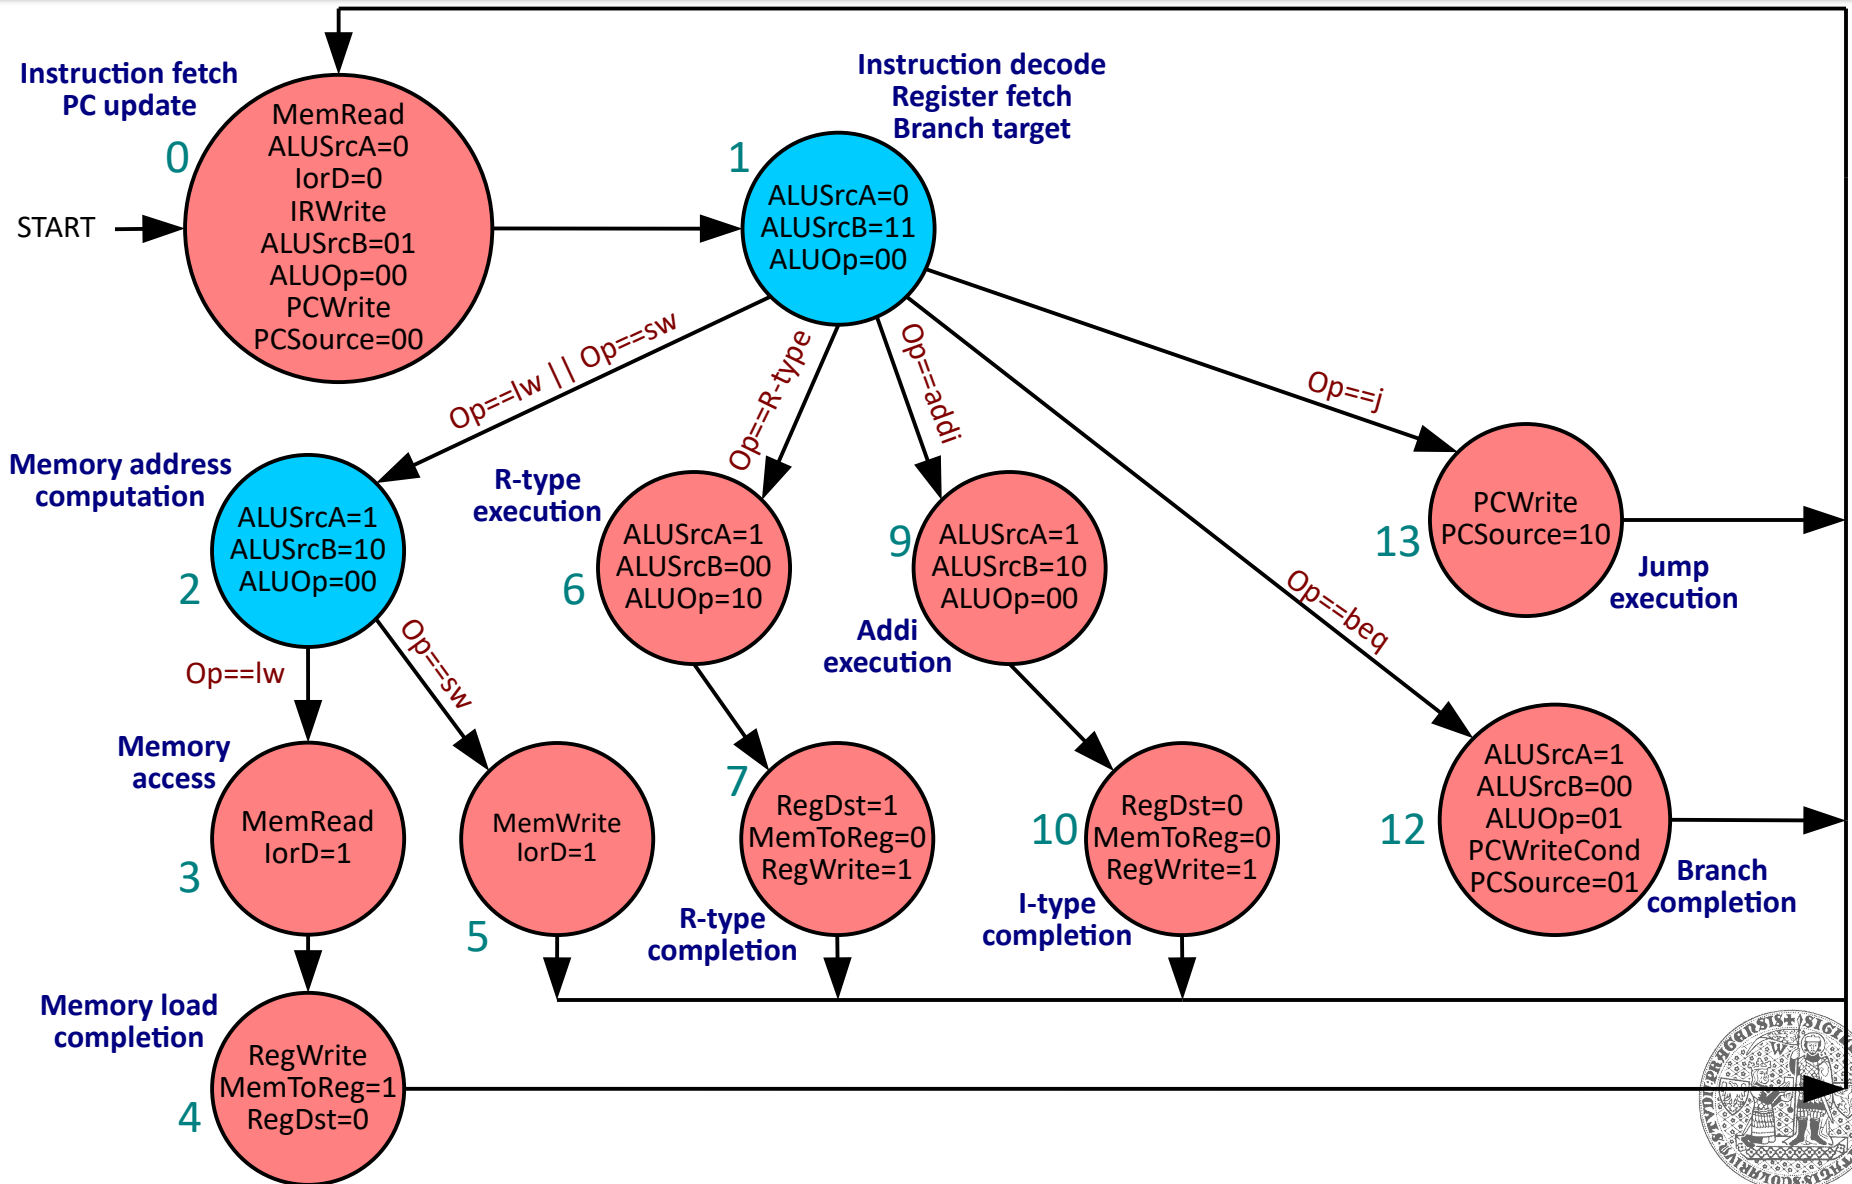 Instruction fetch
PC update
0
START
MemRead
ALUSrcA=0
IorD=0
IRWrite
ALUSrcB=01
ALUOp=00
PCWrite
PCSource=00
Instruction decode
Register fetch
Branch target
1
ALUSrcA=0
ALUSrcB=11
ALUOp=00
Op==lw || Op==sw
Op==R-type
Op==addi
Op==beq
Op==j
Memory address
computation
2
ALUSrcA=1
ALUSrcB=10
ALUOp=00
R-type
execution
6
ALUSrcA=1
ALUSrcB=00
ALUOp=10
9
ALUSrcA=1
ALUSrcB=10
ALUOp=00
Addi
execution
13
PCWrite
PCSource=10
Jump
execution
Op==lw
Op==sw
Memory
access
3
MemRead
IorD=1
5
MemWrite
IorD=1
7
RegDst=1
MemToReg=0
RegWrite=1
R-type
completion
10
RegDst=0
MemToReg=0
RegWrite=1
I-type
completion
12
ALUSrcA=1
ALUSrcB=00
ALUOp=01
PCWriteCond
PCSource=01
Branch
completion
Memory load
completion
4
RegWrite
MemToReg=1
RegDst=0